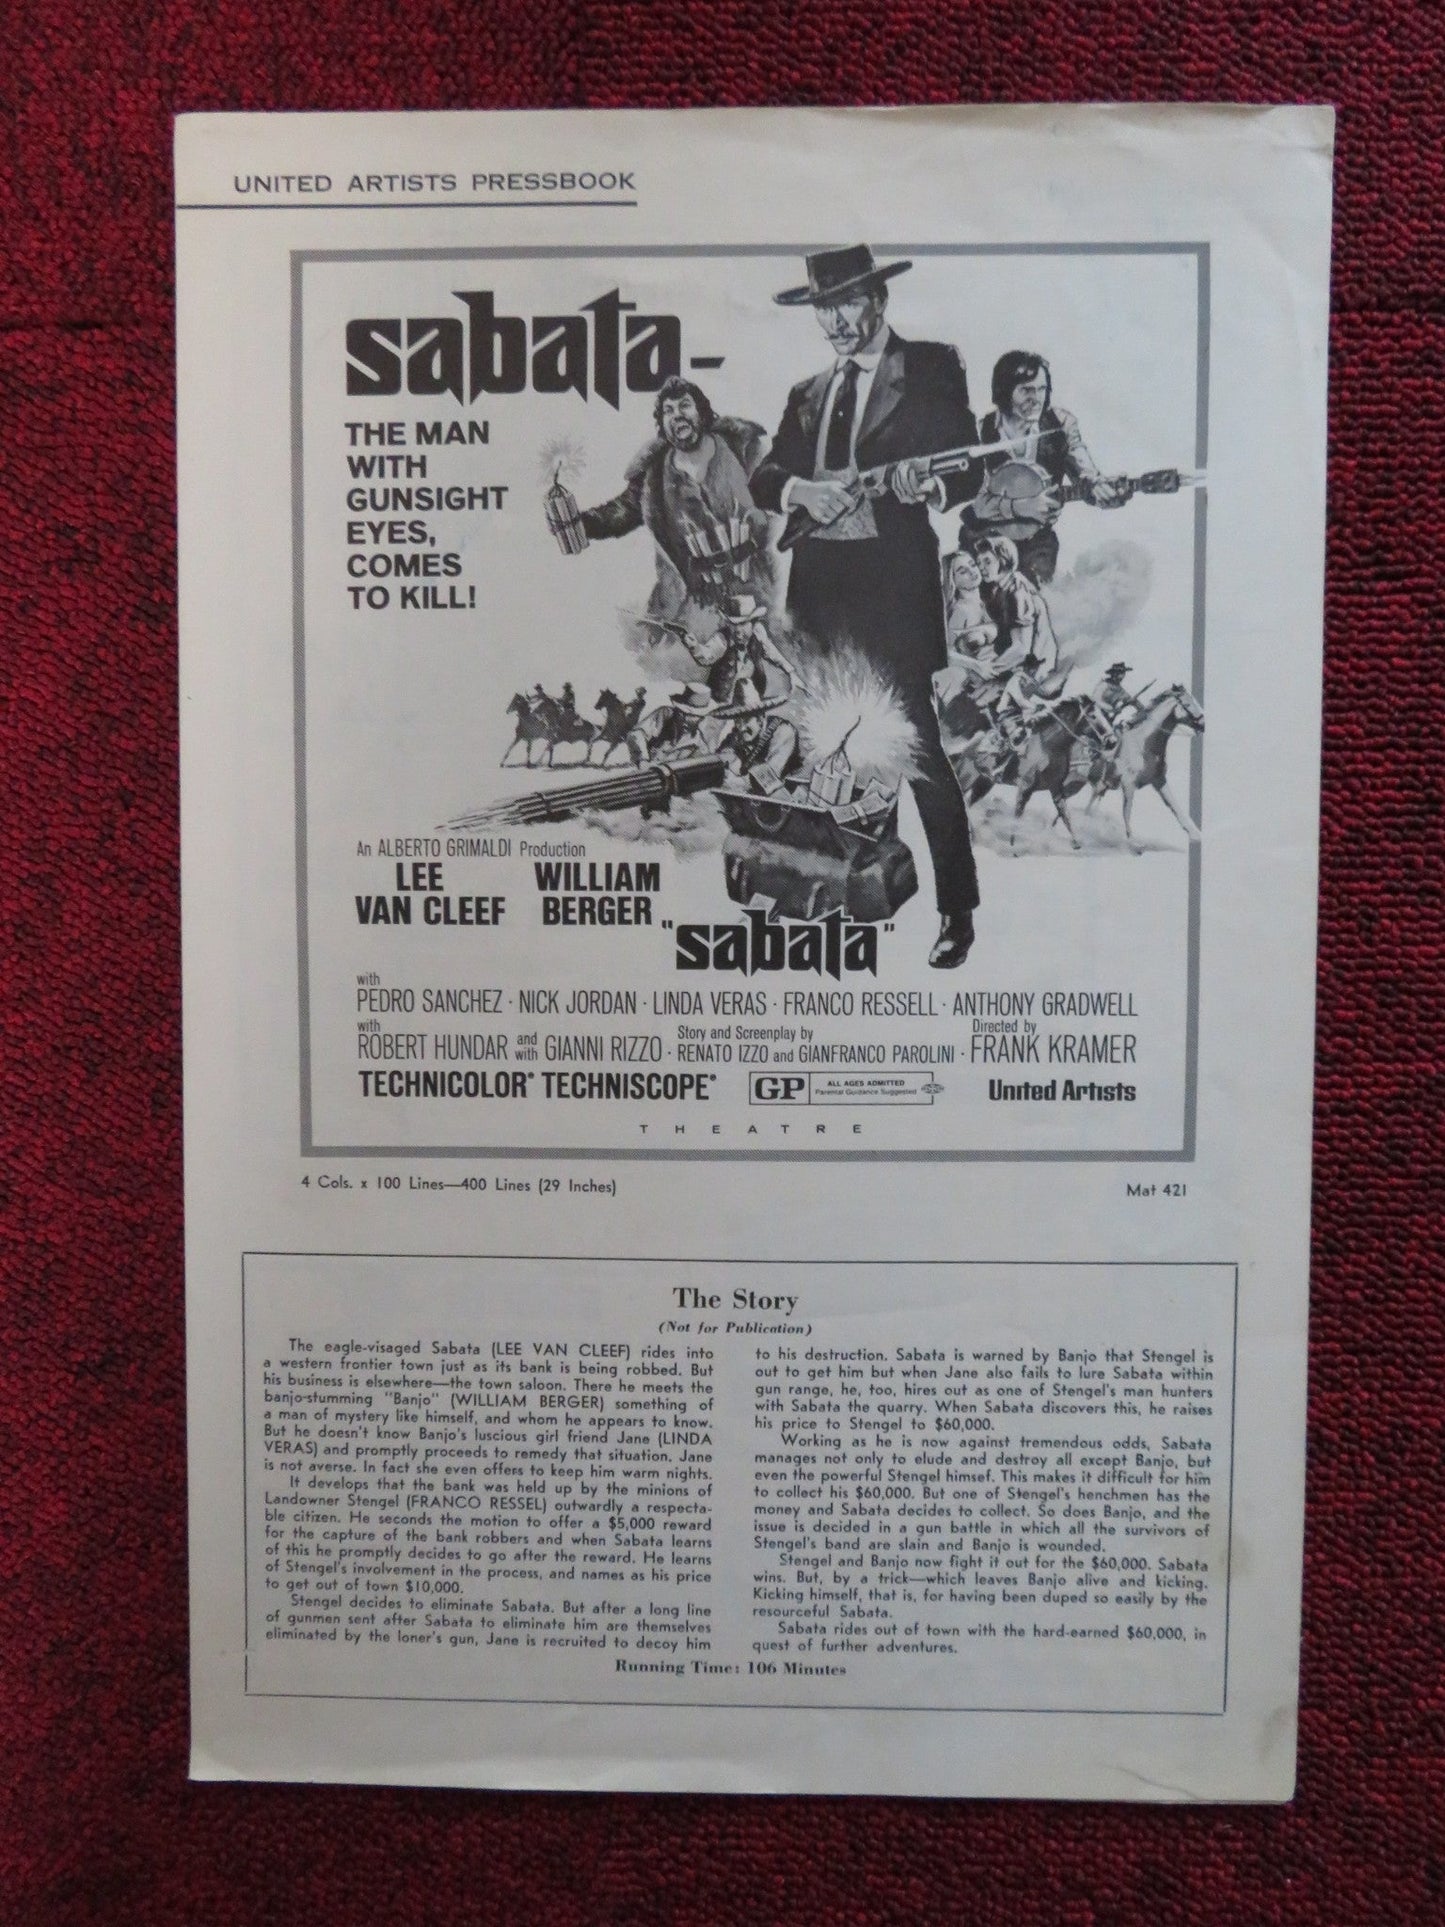 UNITED ARTISTS PRESSBOOK
sabata–
THE MAN
WITH
GUNSIGHT
EYES,
COMES
TO KILL!
An ALBERTO GRIMALDI Production
LEE VAN CLEEF
WILLIAM BERGER
"sabata"
with
PEDRO SANCHEZ · NICK JORDAN · LINDA VERAS · FRANCO RESSELL · ANTHONY GRADWELL
with ROBERT HUNDAR and with GIANNI RIZZO · Story and Screenplay by RENATO IZZO and GIANFRANCO PAROLINI · Directed by FRANK KRAMER
TECHNICOLOR® TECHNISCOPE®
GP ALL AGES ADMITTED
Parental Guidance Suggested
United Artists
THEATRE
4 Cols. x 100 Lines—400 Lines (29 Inches)
Mat 421
The Story
(Not for Publication)
The eagle-visaged Sabata (LEE VAN CLEEF) rides into
a western frontier town just as its bank is being robbed. But
his business is elsewhere—the town saloon. There he meets the
banjo-stumming "Banjo" (WILLIAM BERGER) something of
a man of mystery like himself, and whom he appears to know.
But he doesn't know Banjo's luscious girl friend Jane (LINDA
VERAS) and promptly proceeds to remedy that situation. Jane
is not averse. In fact she even offers to keep him warm nights.
It develops that the bank was held up by the minions of
Landowner Stengel (FRANCO RESSEL) outwardly a respecta-
ble citizen. He seconds the motion to offer a $5,000 reward
for the capture of the bank robbers and when Sabata learns
of this he promptly decides to go after the reward. He learns
of Stengel's involvement in the process, and names as his price
to get out of town $10,000.
Stengel decides to eliminate Sabata. But after a long line
of gunmen sent after Sabata to eliminate him are themselves
eliminated by the loner's gun, Jane is recruited to decoy him
to his destruction. Sabata is warned by Banjo that Stengel is
out to get him but when Jane also fails to lure Sabata within
gun range, he, too, hires out as one of Stengel's man hunters
with Sabata the quarry. When Sabata discovers this, he raises
his price to Stengel to $60,000.
Working as he is now against tremendous odds, Sabata
manages not only to elude and destroy all except Banjo, but
even the powerful Stengel himsef. This makes it difficult for him
to collect his $60,000. But one of Stengel's henchmen has the
money and Sabata decides to collect. So does Banjo, and the
issue is decided in a gun battle in which all the survivors of
Stengel's band are slain and Banjo is wounded.
Stengel and Banjo now fight it out for the $60,000. Sabata
wins. But, by a trick—which leaves Banjo alive and kicking.
Kicking himself, that is, for having been duped so easily by the
resourceful Sabata.
Sabata rides out of town with the hard-earned $60,000, in
quest of further adventures.
Running Time: 106 Minutes